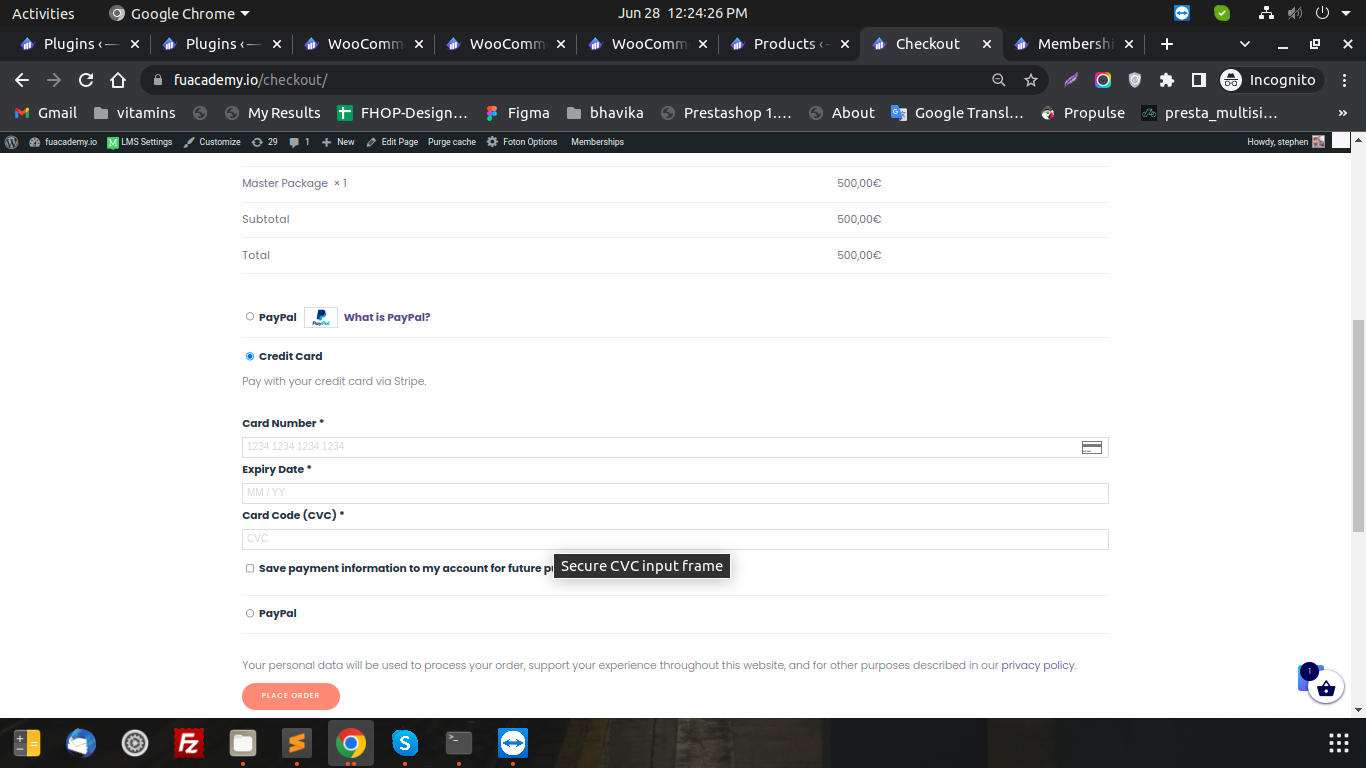 Activities Google Chrome Jun 28 12:24:26 PM
Plugins ‹ — Plugins ‹ — WooComm WooComm WooComm Products ‹ - Checkout Membershi
fuacademy.io/checkout/ Incognito
Gmail vitamins My Results FHOP-Design... Figma bhavika Prestashop 1.... About Google Transl... Propulse presta_multisi... »
fuacademy.io LMS Settings Customize 29 1 New Edit Page Purge cache Foton Options Memberships Howdy, stephen
Master Package × 1 500,00€
Subtotal 500,00€
Total 500,00€
PayPal PayPal What is PayPal?
Credit Card
Pay with your credit card via Stripe.
Card Number *
1234 1234 1234 1234
Expiry Date *
MM / YY
Card Code (CVC) *
CVC
Save payment information to my account for future Secure CVC input frame
PayPal
Your personal data will be used to process your order, support your experience throughout this website, and for other purposes described in our privacy policy.
1
PLACE ORDER